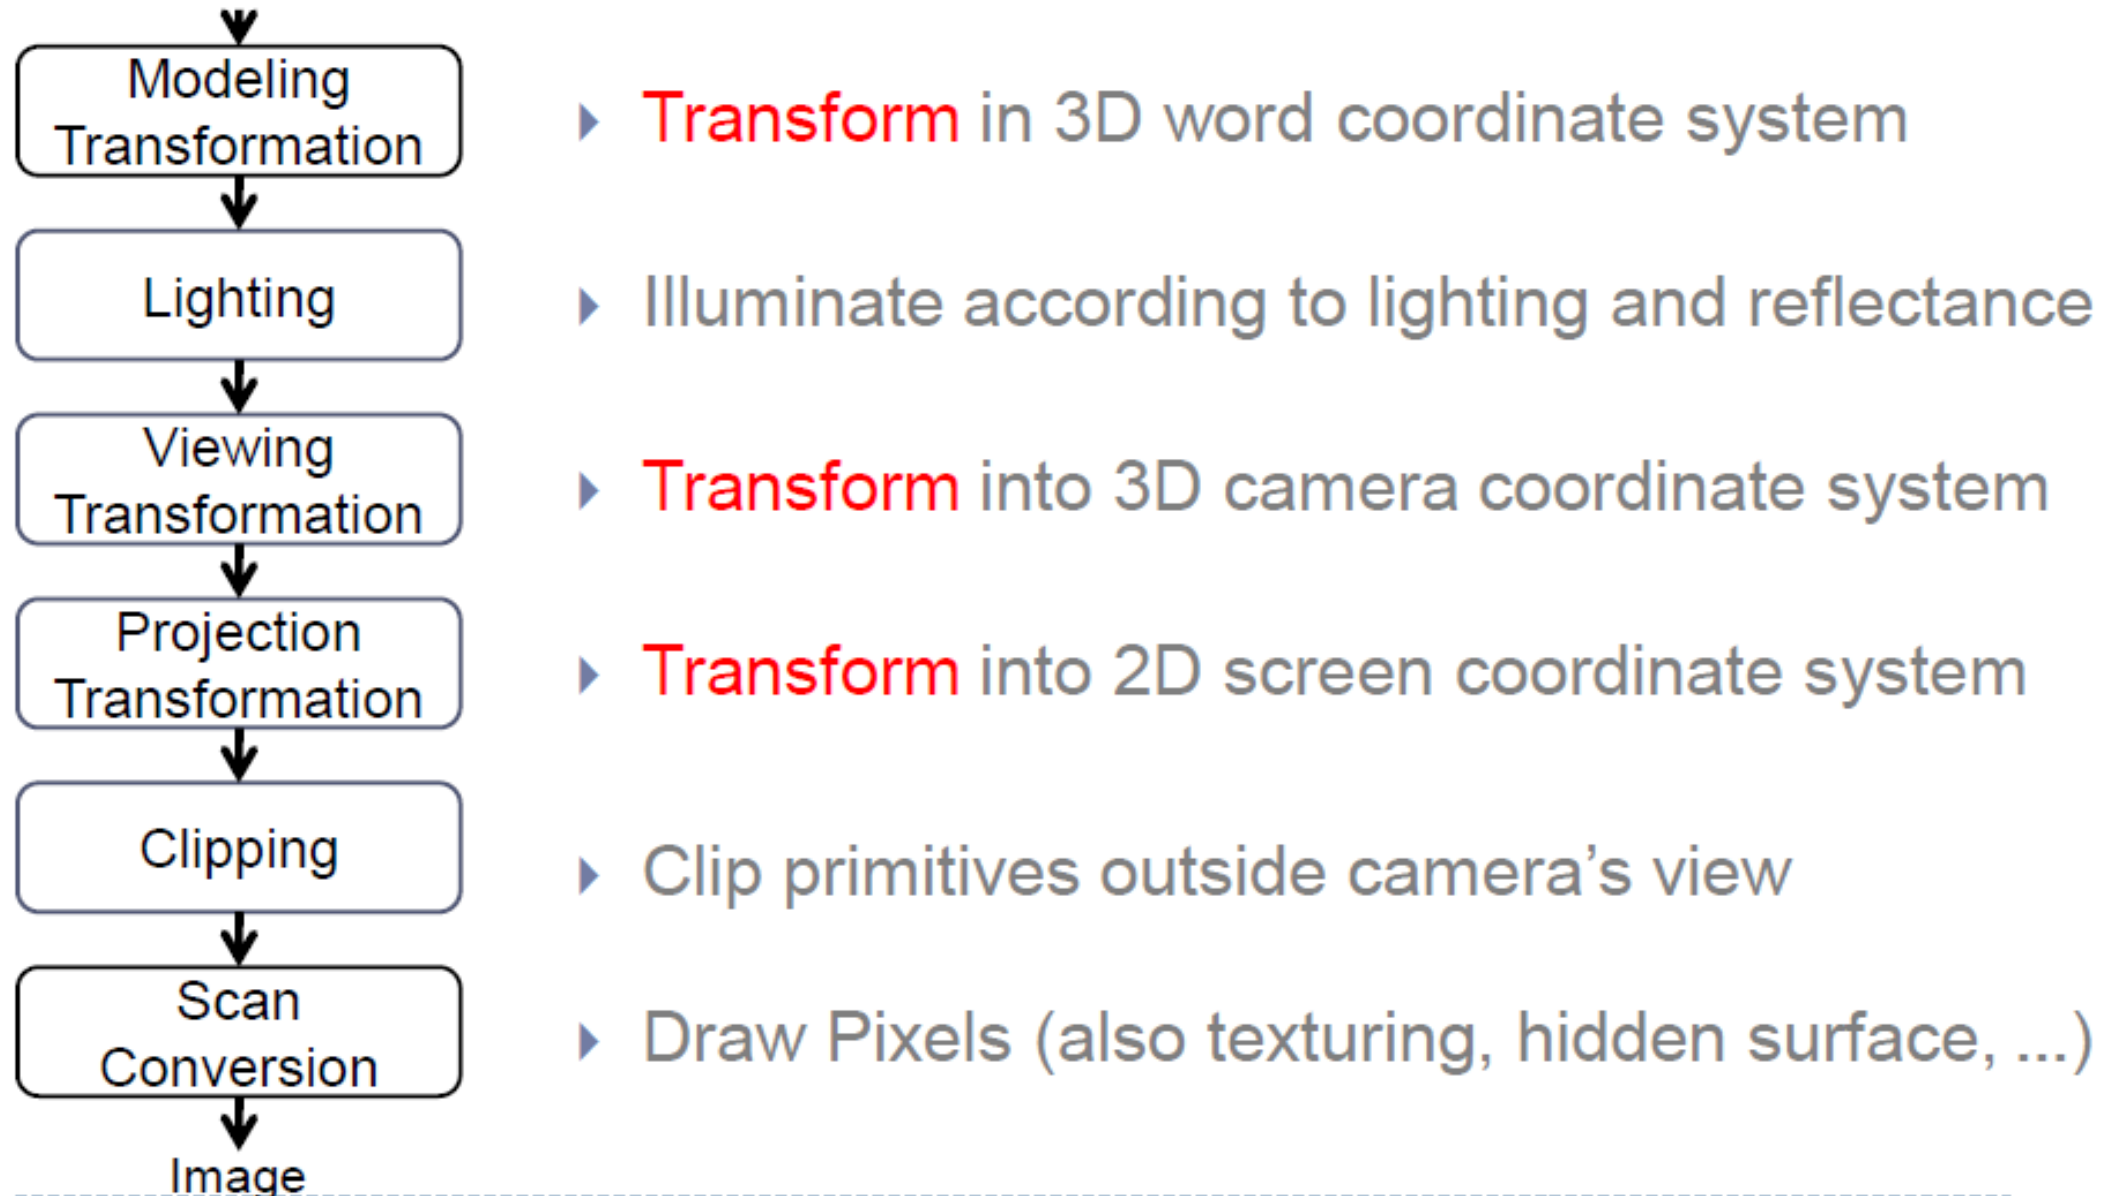 Modeling
Transformation
Transform in 3D word coordinate system
Lighting
Illuminate according to lighting and reflectance
Viewing
Transformation
Transform into 3D camera coordinate system
Projection
Transformation
Transform into 2D screen coordinate system
Clipping
Clip primitives outside camera’s view
Scan
Conversion
Draw Pixels (also texturing, hidden surface, ...)
Image